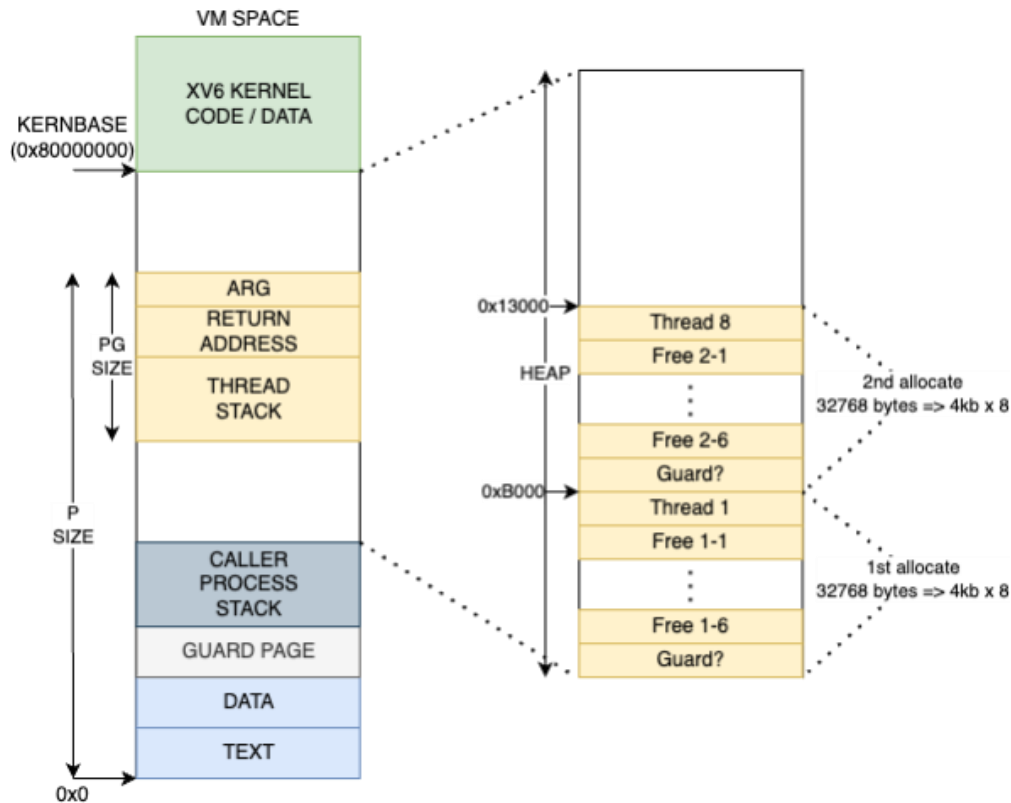 VM SPACE
XV6 KERNEL
CODE / DATA
KERNBASE
(0x80000000)
ARG
RETURN
ADDRESS
THREAD
STACK
PG
SIZE
P
SIZE
CALLER
PROCESS
STACK
GUARD PAGE
DATA
TEXT
0x0
HEAP
0x13000
Thread 8
Free 2-1
Free 2-6
Guard?
0xB000
Thread 1
Free 1-1
Free 1-6
Guard?
2nd allocate
32768 bytes => 4kb x 8
1st allocate
32768 bytes => 4kb x 8